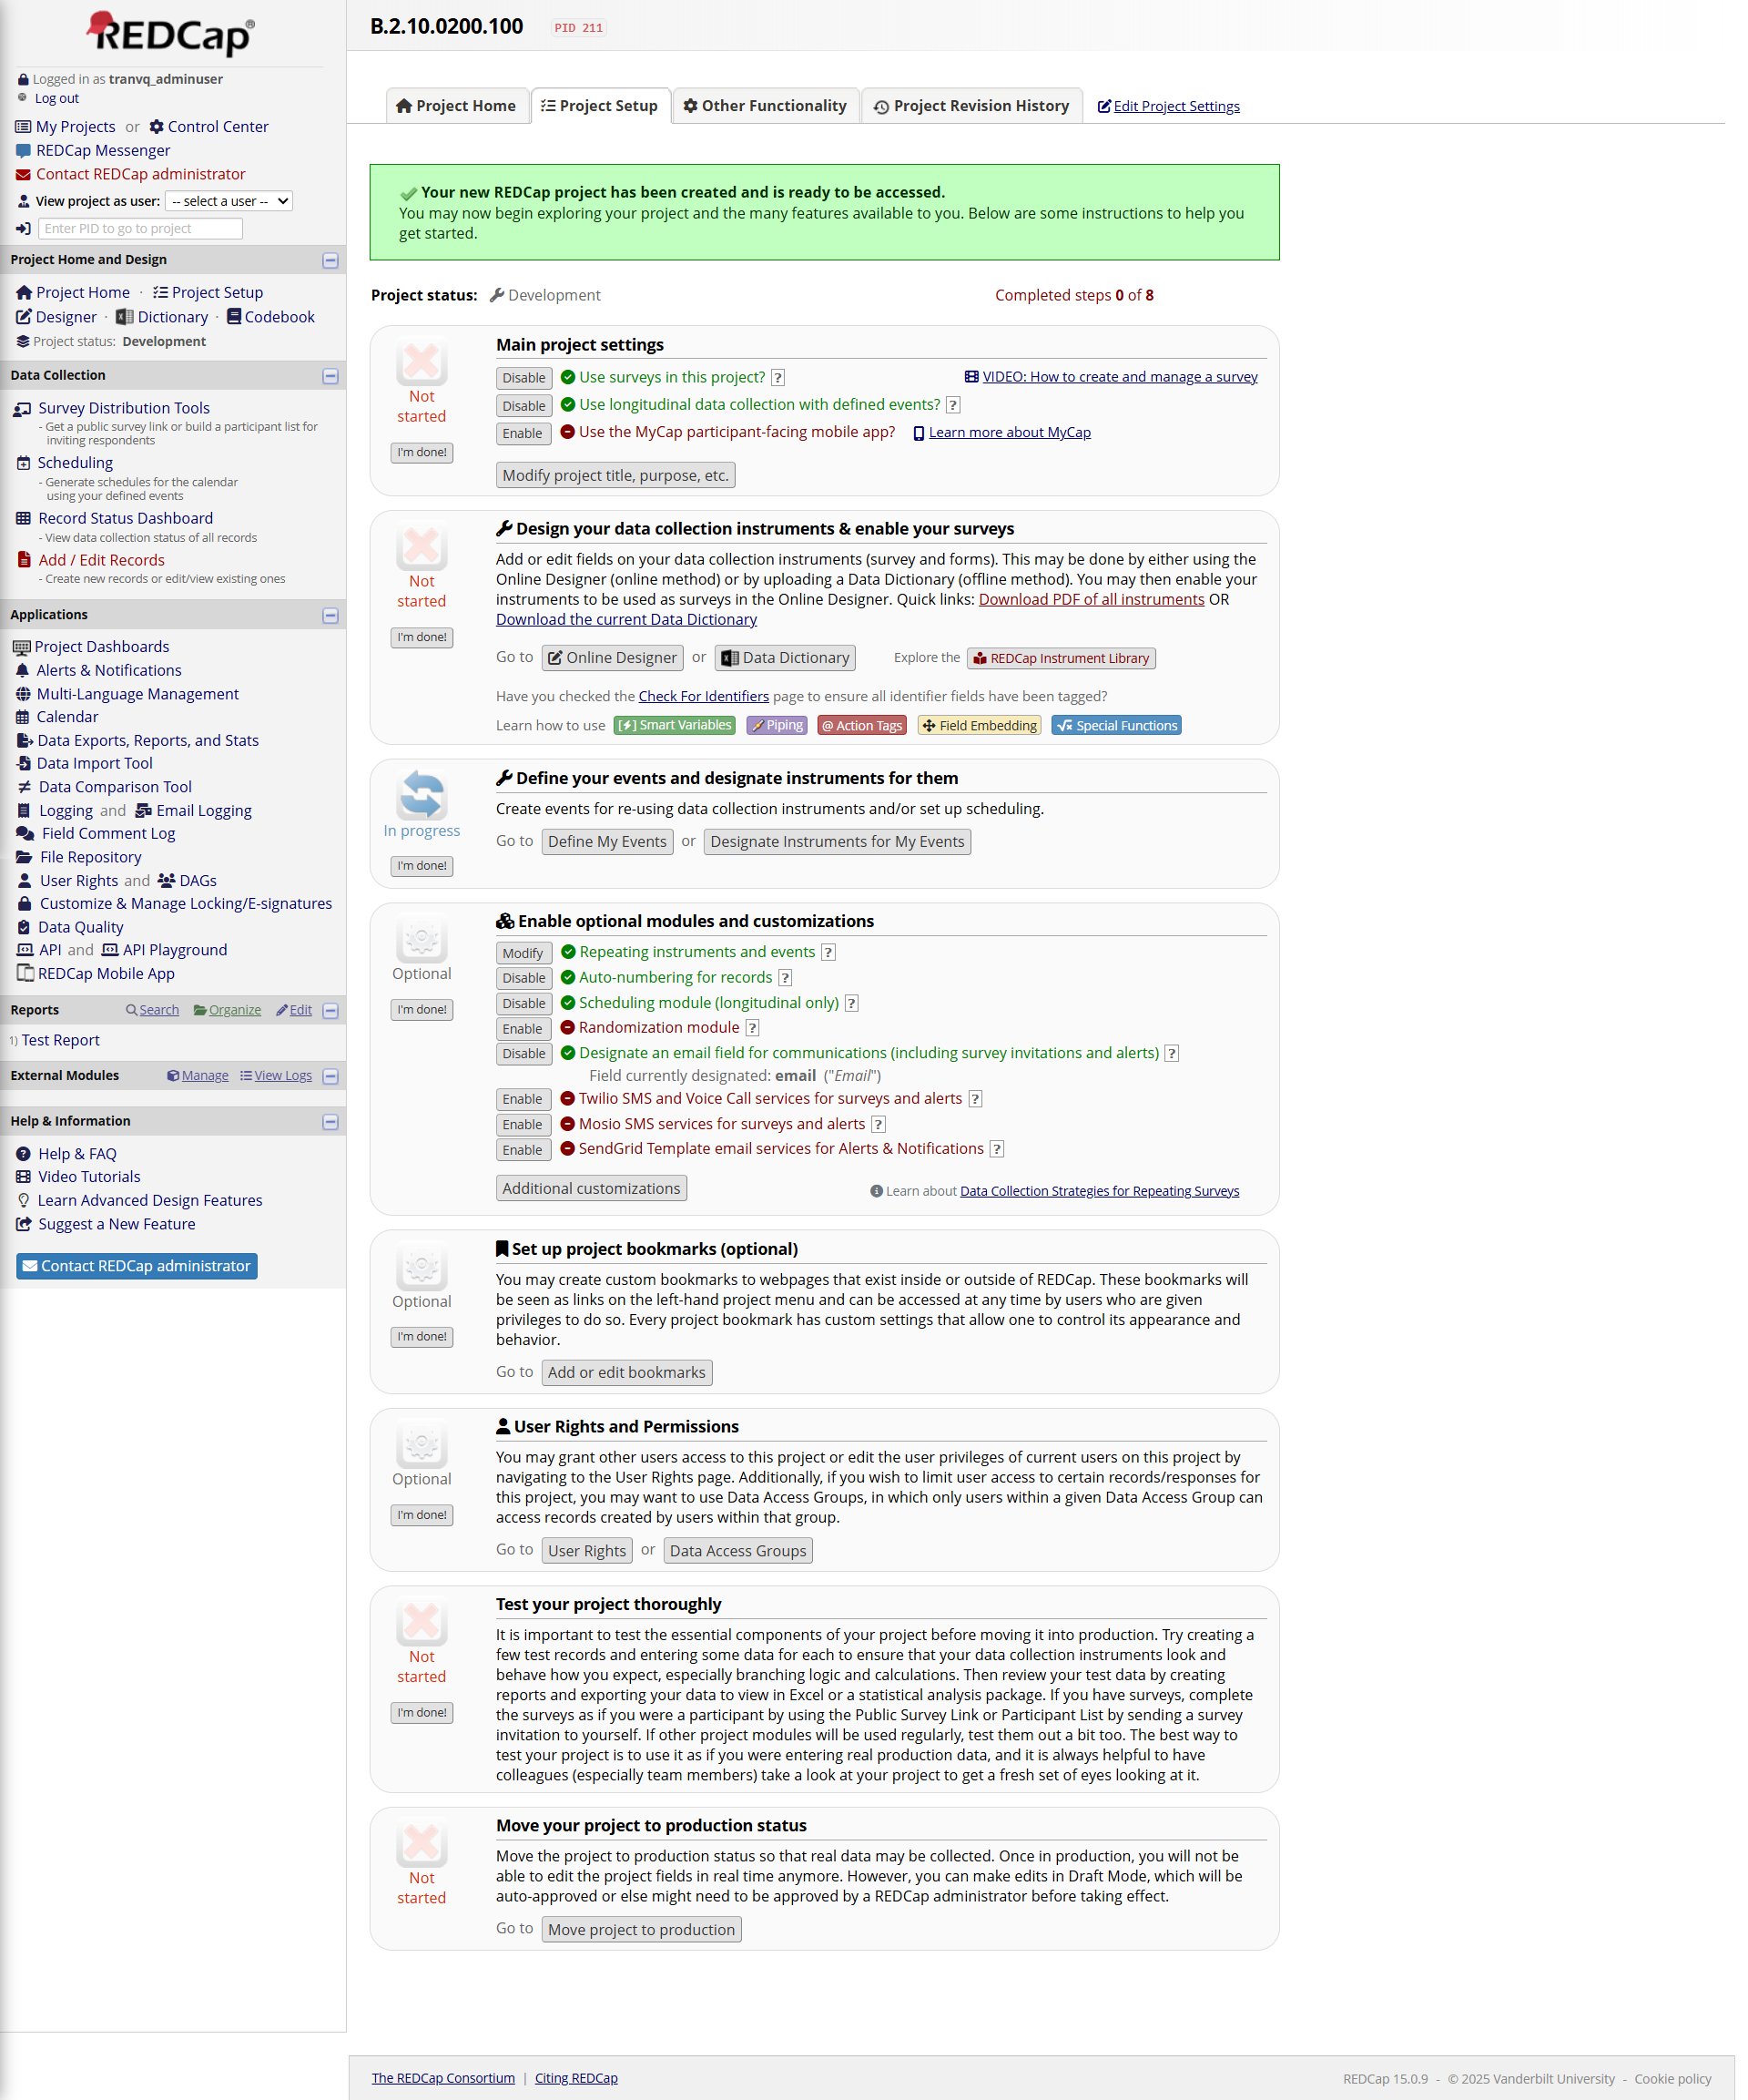 REDCap®
Logged in as tranvq_adminuser
Log out
My Projects or Control Center
REDCap Messenger
Contact REDCap administrator
View project as user: -- select a user --
Enter PID to go to project
Project Home and Design
Project Home · Project Setup
Designer · Dictionary · Codebook
Project status: Development
Data Collection
Survey Distribution Tools
- Get a public survey link or build a participant list for
inviting respondents
Scheduling
- Generate schedules for the calendar
using your defined events
Record Status Dashboard
- View data collection status of all records
Add / Edit Records
- Create new records or edit/view existing ones
Applications
Project Dashboards
Alerts & Notifications
Multi-Language Management
Calendar
Data Exports, Reports, and Stats
Data Import Tool
Data Comparison Tool
Logging and Email Logging
Field Comment Log
File Repository
User Rights and DAGs
Customize & Manage Locking/E-signatures
Data Quality
API and API Playground
REDCap Mobile App
Reports Search Organize Edit
1) Test Report
External Modules Manage View Logs
Help & Information
Help & FAQ
Video Tutorials
Learn Advanced Design Features
Suggest a New Feature
Contact REDCap administrator
B.2.10.0200.100 PID 211
Project Home Project Setup Other Functionality Project Revision History Edit Project Settings
Your new REDCap project has been created and is ready to be accessed.
You may now begin exploring your project and the many features available to you. Below are some instructions to help you
get started.
Project status: Development Completed steps 0 of 8
Not
started
I'm done!
Main project settings
Disable Use surveys in this project? ? VIDEO: How to create and manage a survey
Disable Use longitudinal data collection with defined events? ?
Enable Use the MyCap participant-facing mobile app? Learn more about MyCap
Modify project title, purpose, etc.
Not
started
I'm done!
Design your data collection instruments & enable your surveys
Add or edit fields on your data collection instruments (survey and forms). This may be done by either using the
Online Designer (online method) or by uploading a Data Dictionary (offline method). You may then enable your
instruments to be used as surveys in the Online Designer. Quick links: Download PDF of all instruments OR
Download the current Data Dictionary
Go to Online Designer or Data Dictionary Explore the REDCap Instrument Library
Have you checked the Check For Identifiers page to ensure all identifier fields have been tagged?
Learn how to use [⚡] Smart Variables Piping @ Action Tags Field Embedding Special Functions
In progress
I'm done!
Define your events and designate instruments for them
Create events for re-using data collection instruments and/or set up scheduling.
Go to Define My Events or Designate Instruments for My Events
Optional
I'm done!
Enable optional modules and customizations
Modify Repeating instruments and events ?
Disable Auto-numbering for records ?
Disable Scheduling module (longitudinal only) ?
Enable Randomization module ?
Disable Designate an email field for communications (including survey invitations and alerts) ?
Field currently designated: email ("Email")
Enable Twilio SMS and Voice Call services for surveys and alerts ?
Enable Mosio SMS services for surveys and alerts ?
Enable SendGrid Template email services for Alerts & Notifications ?
Additional customizations Learn about Data Collection Strategies for Repeating Surveys
Optional
I'm done!
Set up project bookmarks (optional)
You may create custom bookmarks to webpages that exist inside or outside of REDCap. These bookmarks will
be seen as links on the left-hand project menu and can be accessed at any time by users who are given
privileges to do so. Every project bookmark has custom settings that allow one to control its appearance and
behavior.
Go to Add or edit bookmarks
Optional
I'm done!
User Rights and Permissions
You may grant other users access to this project or edit the user privileges of current users on this project by
navigating to the User Rights page. Additionally, if you wish to limit user access to certain records/responses for
this project, you may want to use Data Access Groups, in which only users within a given Data Access Group can
access records created by users within that group.
Go to User Rights or Data Access Groups
Not
started
I'm done!
Test your project thoroughly
It is important to test the essential components of your project before moving it into production. Try creating a
few test records and entering some data for each to ensure that your data collection instruments look and
behave how you expect, especially branching logic and calculations. Then review your test data by creating
reports and exporting your data to view in Excel or a statistical analysis package. If you have surveys, complete
the surveys as if you were a participant by using the Public Survey Link or Participant List by sending a survey
invitation to yourself. If other project modules will be used regularly, test them out a bit too. The best way to
test your project is to use it as if you were entering real production data, and it is always helpful to have
colleagues (especially team members) take a look at your project to get a fresh set of eyes looking at it.
Not
started
Move your project to production status
Move the project to production status so that real data may be collected. Once in production, you will not be
able to edit the project fields in real time anymore. However, you can make edits in Draft Mode, which will be
auto-approved or else might need to be approved by a REDCap administrator before taking effect.
Go to Move project to production
The REDCap Consortium | Citing REDCap REDCap 15.0.9 - © 2025 Vanderbilt University - Cookie policy